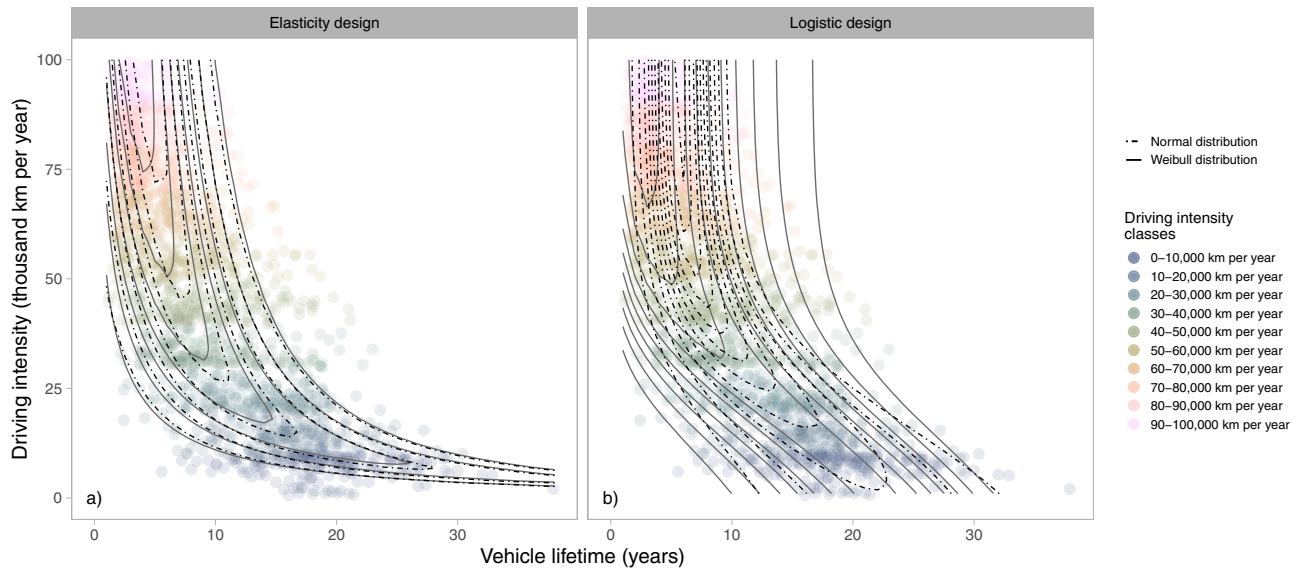 Elasticity design
Logistic design
Driving intensity (thousand km per year)
100
75
50
25
0
a)
b)
0
10
20
30
0
10
20
30
Vehicle lifetime (years)
Normal distribution
Weibull distribution
Driving intensity
classes
0–10,000 km per year
10–20,000 km per year
20–30,000 km per year
30–40,000 km per year
40–50,000 km per year
50–60,000 km per year
60–70,000 km per year
70–80,000 km per year
80–90,000 km per year
90–100,000 km per year